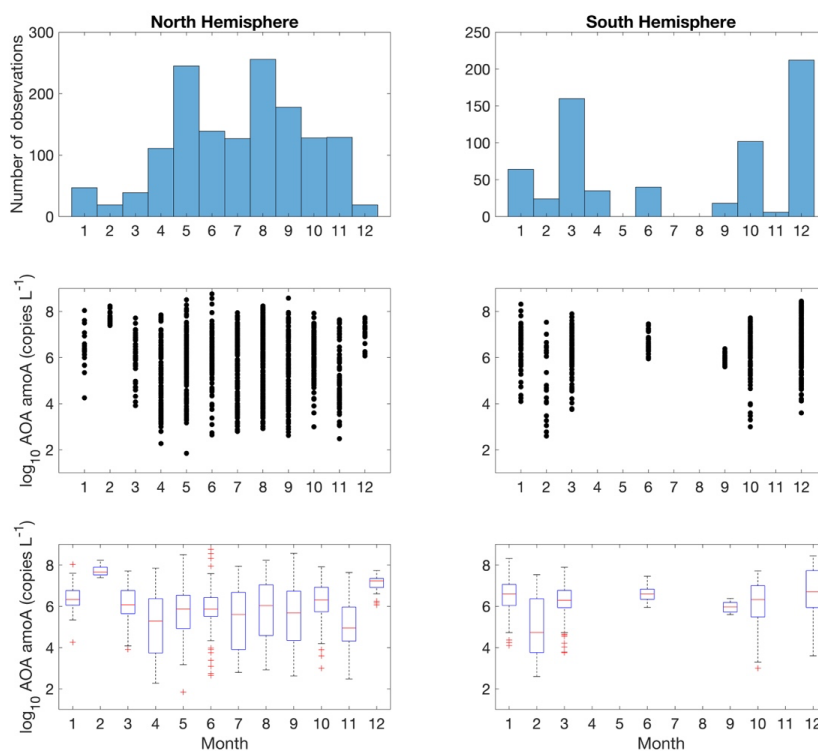 North Hemisphere
Number of observations
300
200
100
0
1 2 3 4 5 6 7 8 9 10 11 12
South Hemisphere
250
200
150
100
50
0
1 2 3 4 5 6 7 8 9 10 11 12
log10 AOA amoA (copies L-1)
8
6
4
2
1 2 3 4 5 6 7 8 9 10 11 12
8
6
4
2
1 2 3 4 5 6 7 8 9 10 11 12
log10 AOA amoA (copies L-1)
8
6
4
2
1 2 3 4 5 6 7 8 9 10 11 12
Month
8
6
4
2
1 2 3 4 5 6 7 8 9 10 11 12
Month